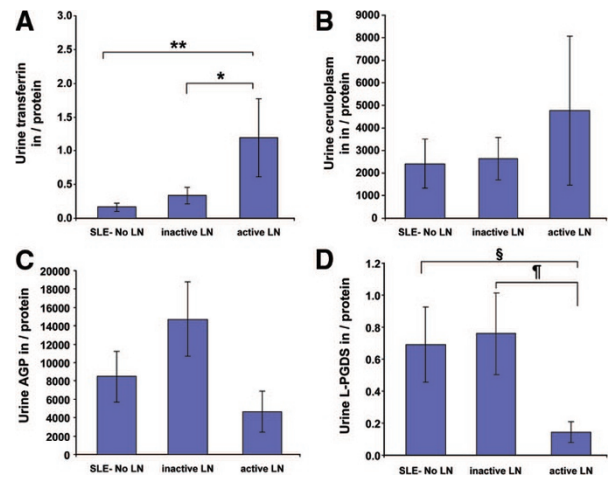 A
Urine transferrin
in / protein
3.0
2.5
2.0
1.5
1.0
0.5
0.0
**
*
SLE- No LN inactive LN active LN
B
Urine ceruloplasm
in in / protein
9000
8000
7000
6000
5000
4000
3000
2000
1000
0
SLE- No LN inactive LN active LN
C
Urine AGP in / protein
20000
18000
16000
14000
12000
10000
8000
6000
4000
2000
0
SLE- No LN inactive LN active LN
D
Urine L-PGDS in / protein
1.2
1.0
0.8
0.6
0.4
0.2
0.0
§
¶
SLE- No LN inactive LN active LN